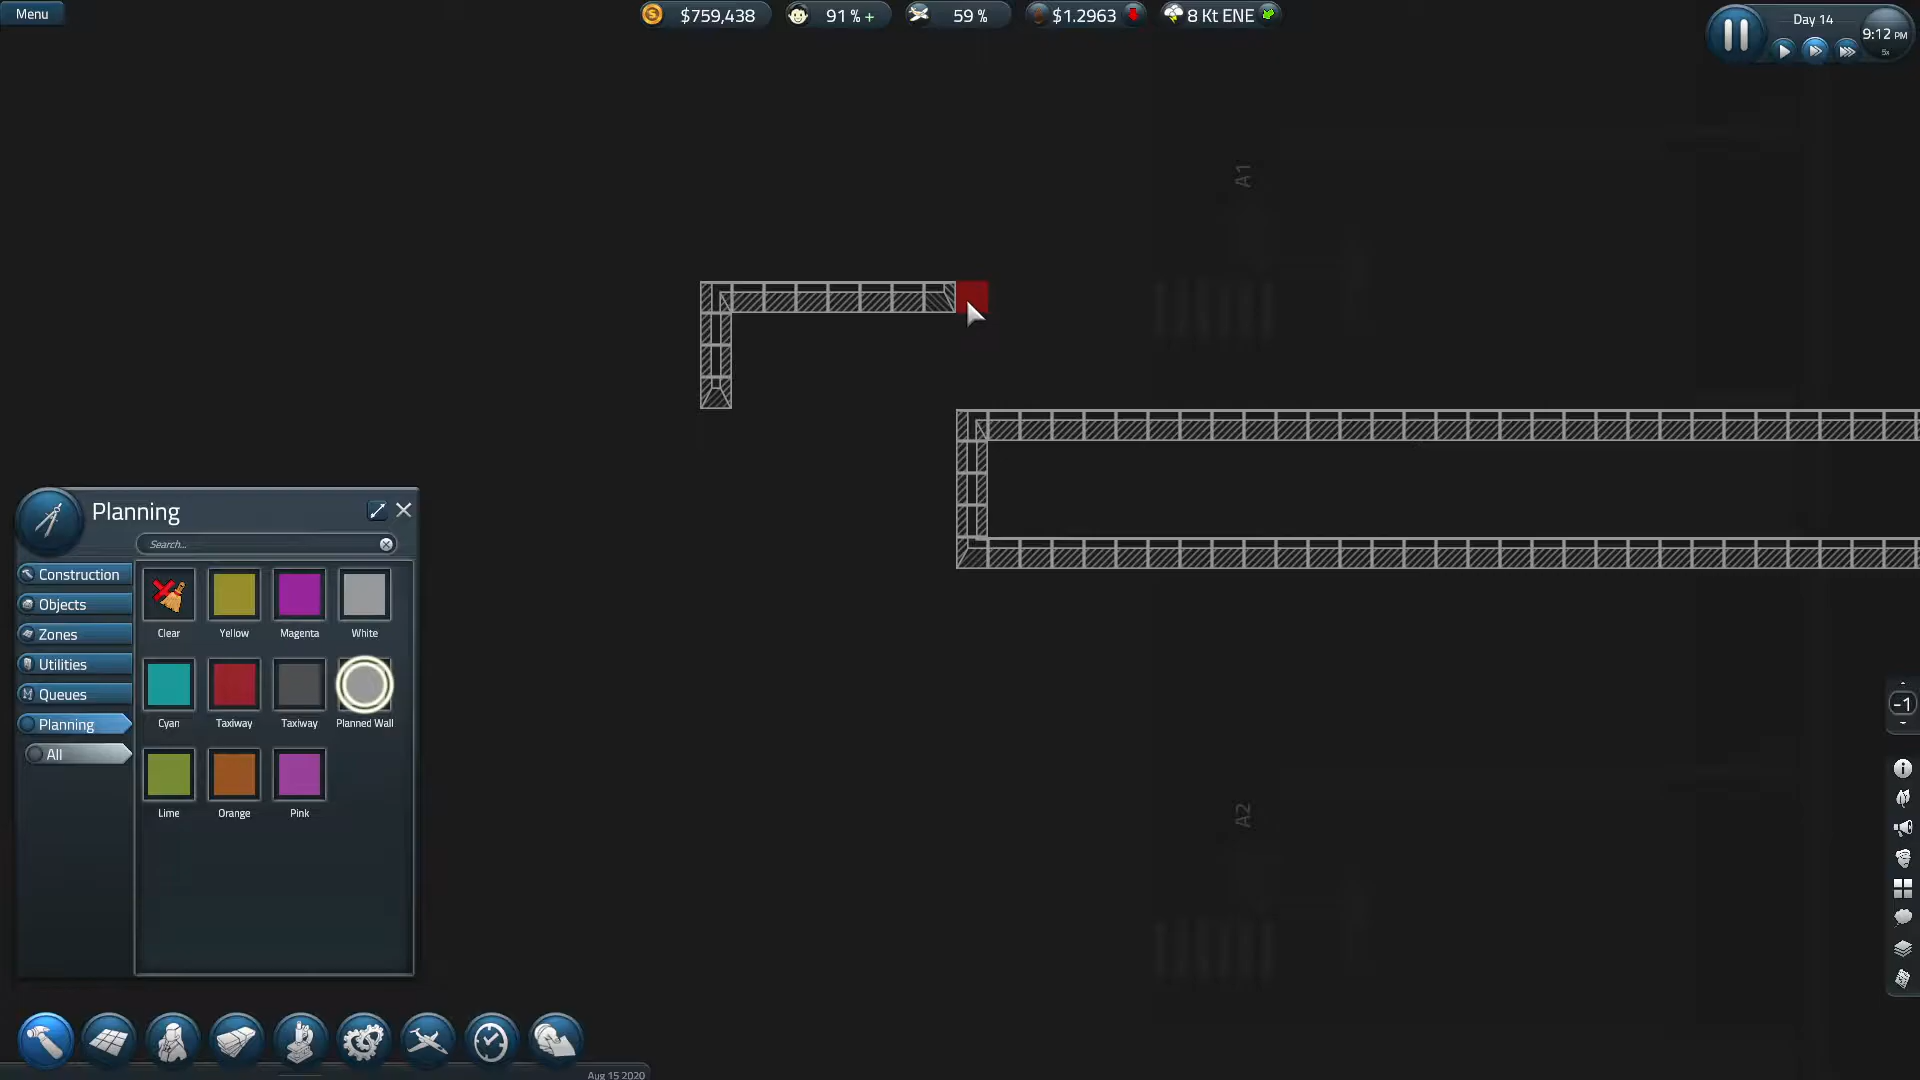 Menu
$759,438
91 % +
59 %
$1.2963
8 Kt ENE
Day 14
9:12 PM
5x
A1
Planning
Search...
Construction
Objects
Zones
Utilities
Queues
Planning
All
Clear
Yellow
Magenta
White
Cyan
Taxiway
Taxiway
Planned Wall
Lime
Orange
Pink
-1
A2
Aug 15 2020